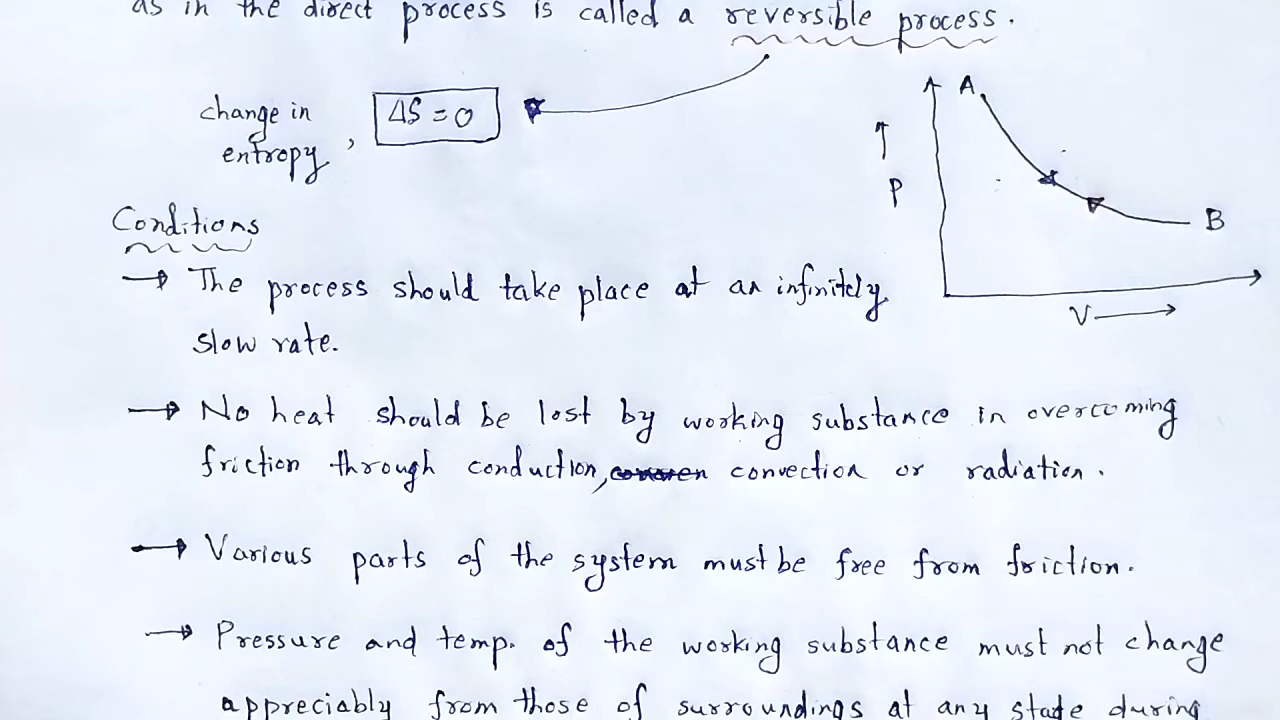 as in the direct process is called a reversible process.
change in
entropy, ΔS = 0
A
P
B
V
Conditions
→ The process should take place at an infinitely
slow rate.
→ No heat should be lost by working substance in overcoming
friction through conduction, convection or radiation.
→ Various parts of the system must be free from friction.
→ Pressure and temp. of the working substance must not change
appreciably from those of surroundings at any stage during